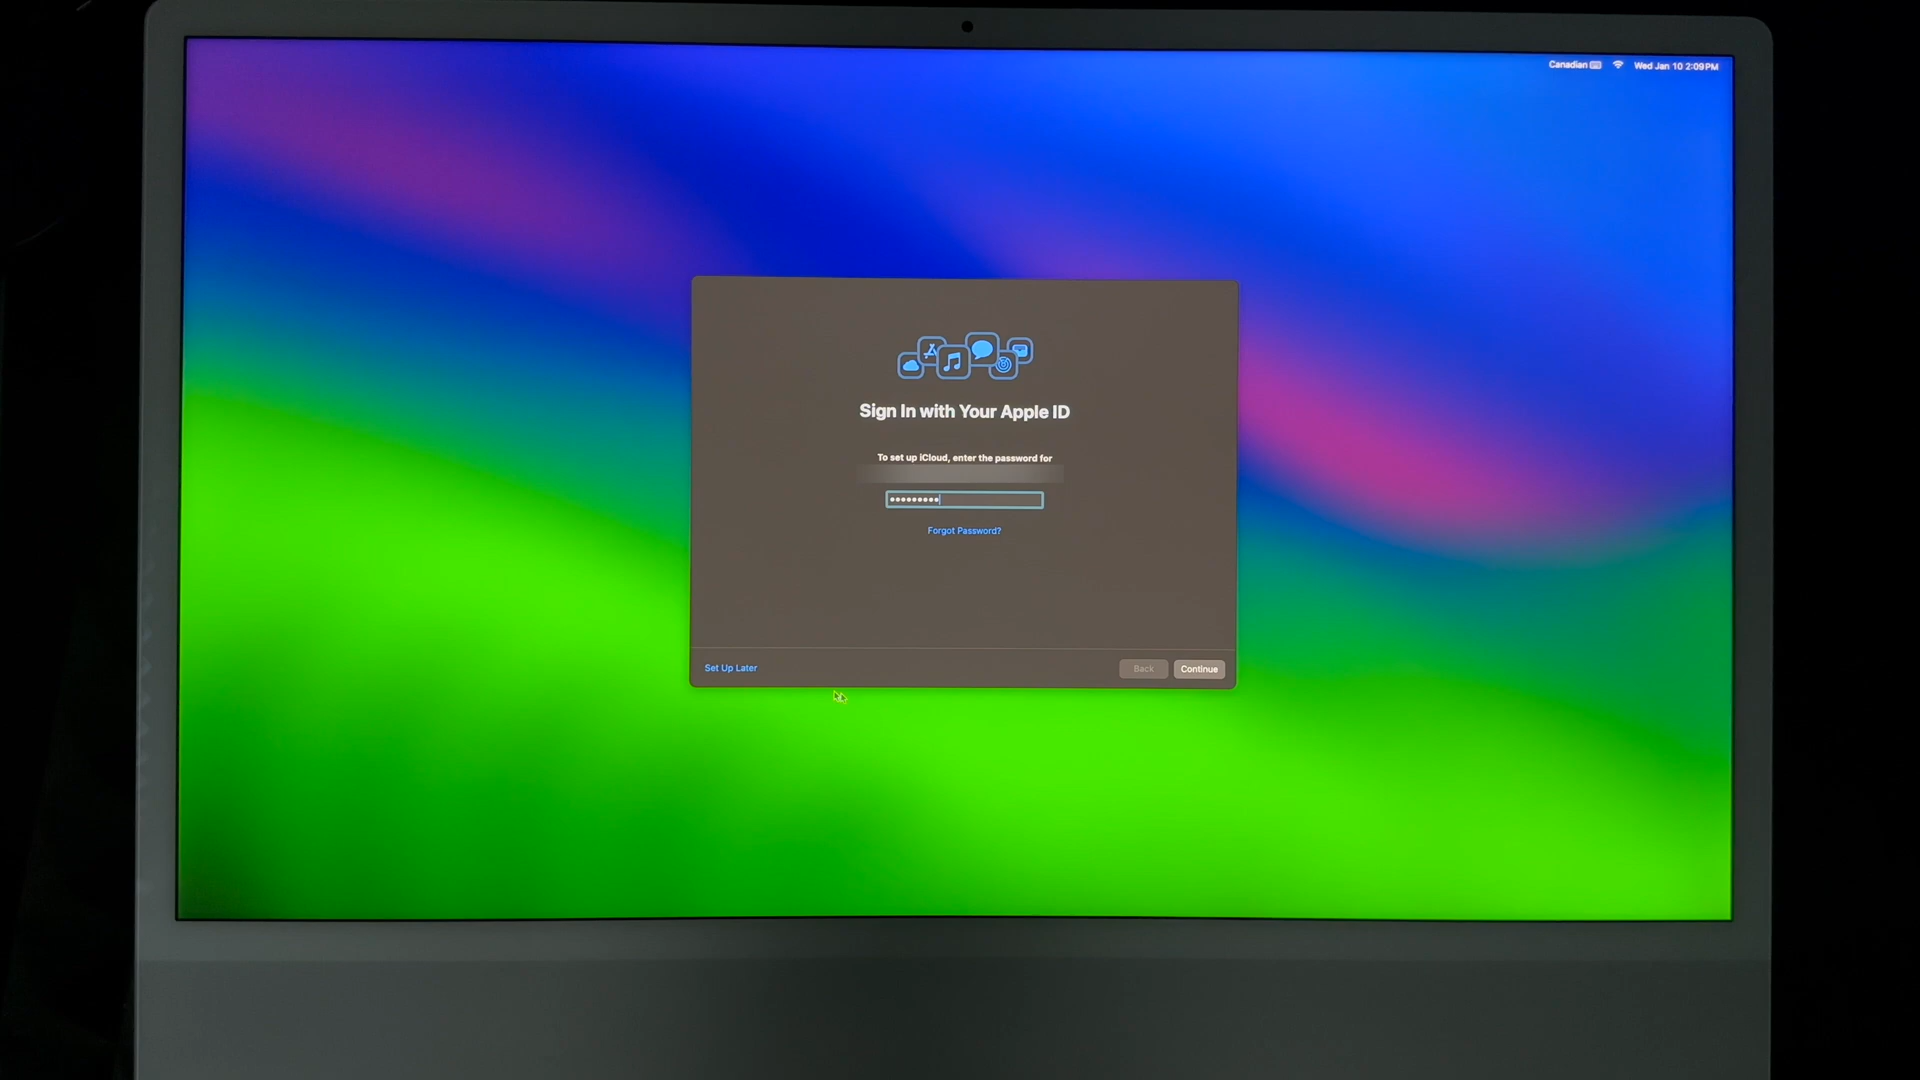 Canadian Wed Jan 10 2:09 PM
Sign In with Your Apple ID
To set up iCloud, enter the password for
•••••••••
Forgot Password?
Set Up Later
Back
Continue